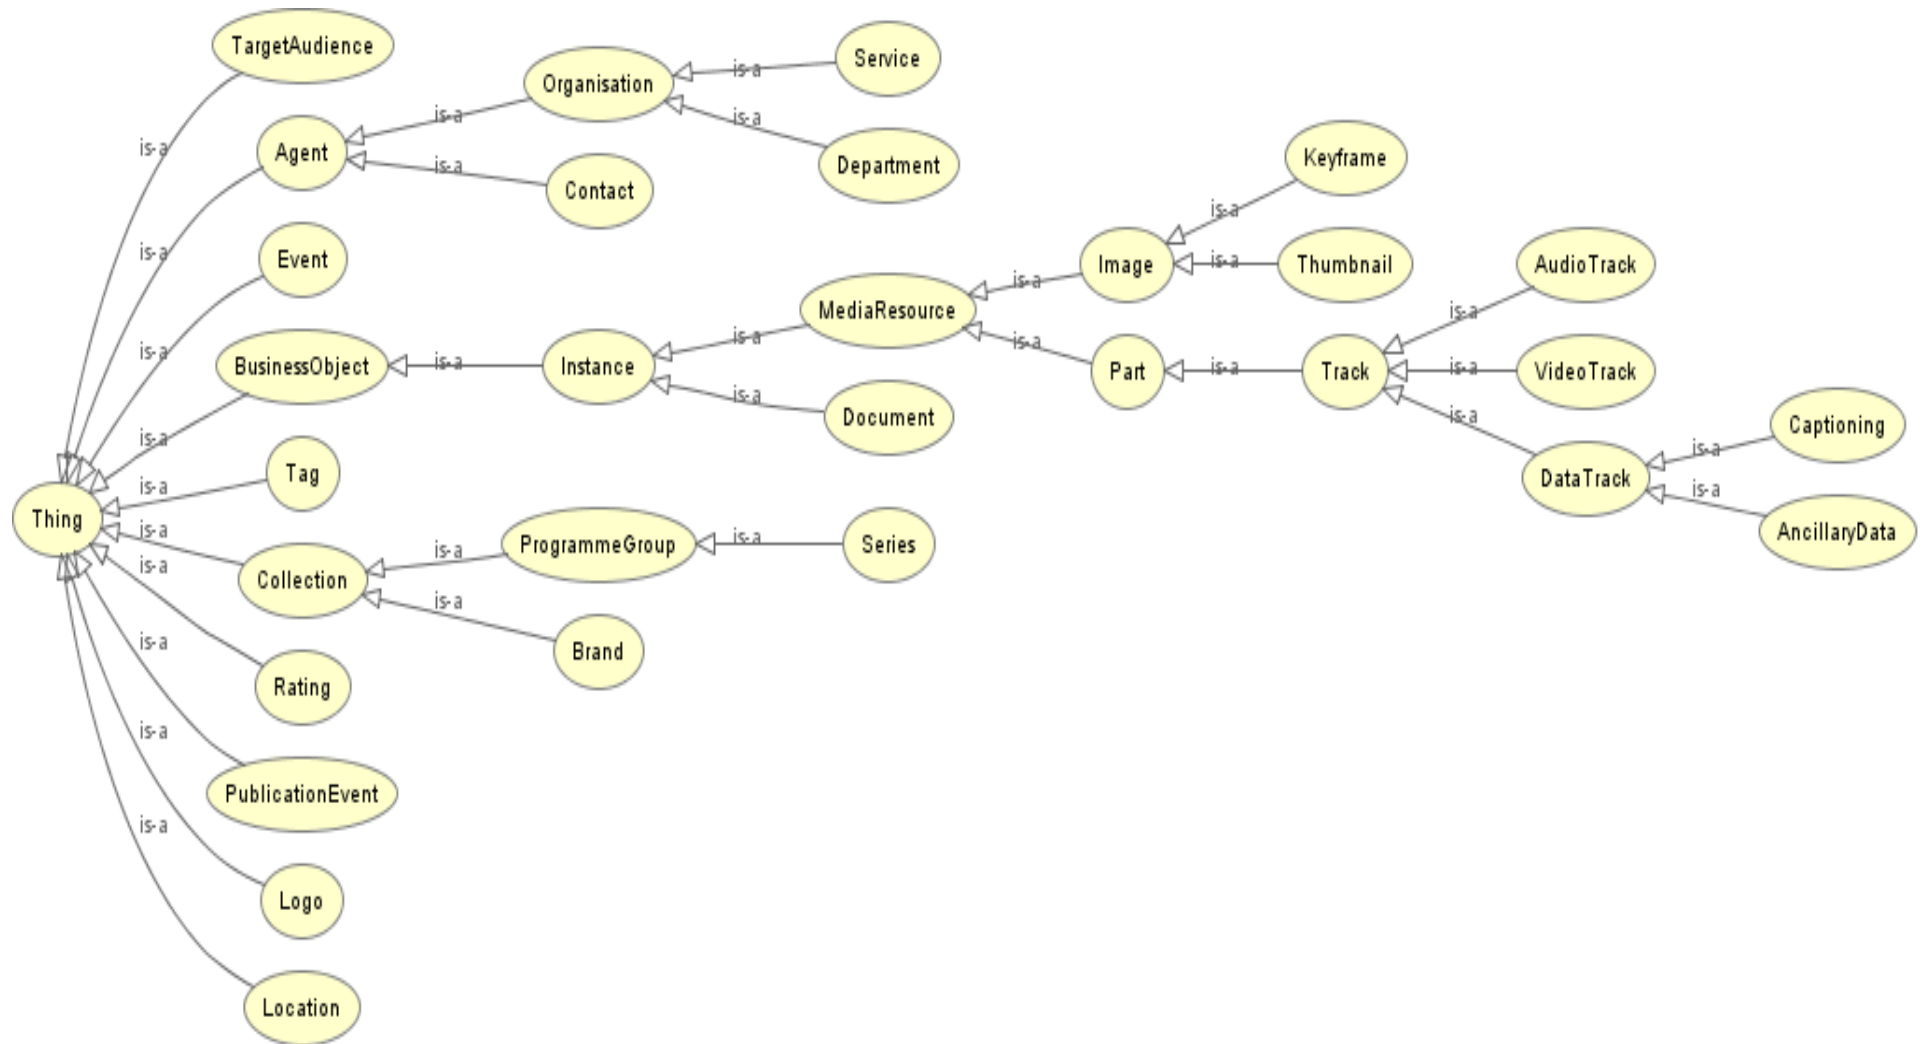 TargetAudience
Service
is-a
Organisation
is-a
is-a
Department
is-a
Agent
is-a
Contact
is-a
Keyframe
is-a
is-a
Event
Image
is-a
Thumbnail
AudioTrack
is-a
MediaResource
is-a
is-a
is-a
BusinessObject
is-a
Instance
is-a
Part
is-a
Track
is-a
VideoTrack
is-a
is-a
Document
is-a
Captioning
is-a
is-a
Tag
DataTrack
is-a
is-a
AncillaryData
Thing
is-a
Collection
is-a
ProgrammeGroup
is-a
Series
is-a
is-a
Brand
Rating
is-a
PublicationEvent
is-a
Logo
is-a
Location